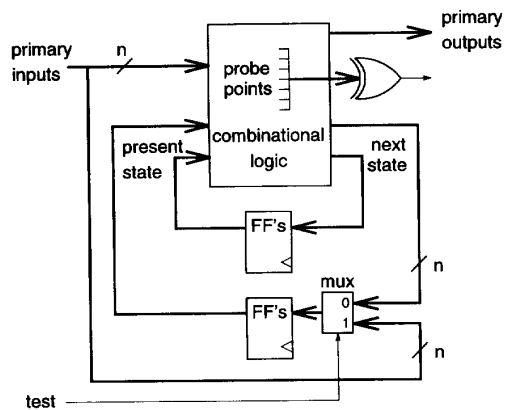 primary
inputs
n
primary
outputs
probe
points
combinational
logic
present
state
next
state
FF's
n
mux
FF's
0
1
n
test